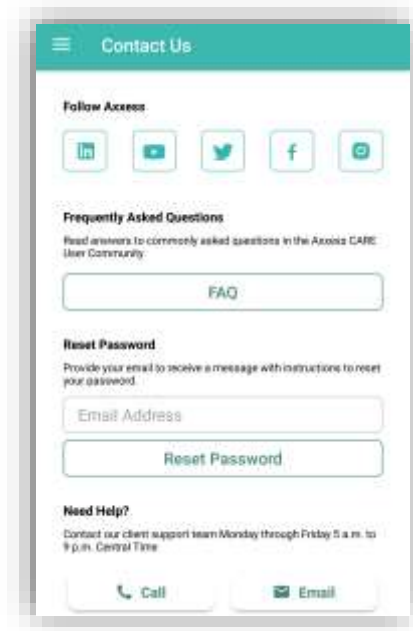 Contact Us
Follow Axxess
in
f
Frequently Asked Questions
Read answers to commonly asked questions in the Axxess CARE
User Community
FAQ
Reset Password
Provide your email to receive a message with instructions to reset
your password.
Email Address
Reset Password
Need Help?
Contact our client support team Monday through Friday 5 a.m. to
9 p.m. Central Time
Call Email